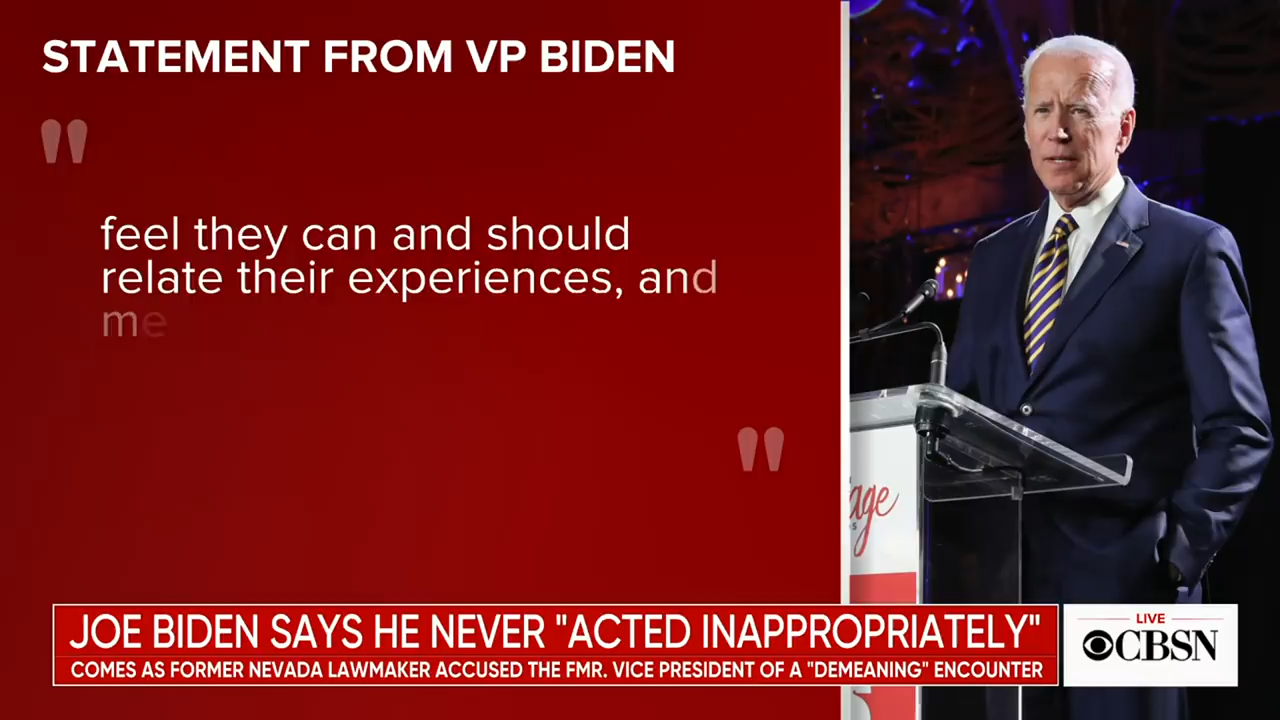 STATEMENT FROM VP BIDEN
"
feel they can and should
relate their experiences, and
me
"
JOE BIDEN SAYS HE NEVER "ACTED INAPPROPRIATELY"
COMES AS FORMER NEVADA LAWMAKER ACCUSED THE FMR. VICE PRESIDENT OF A "DEMEANING" ENCOUNTER
LIVE
CBSN